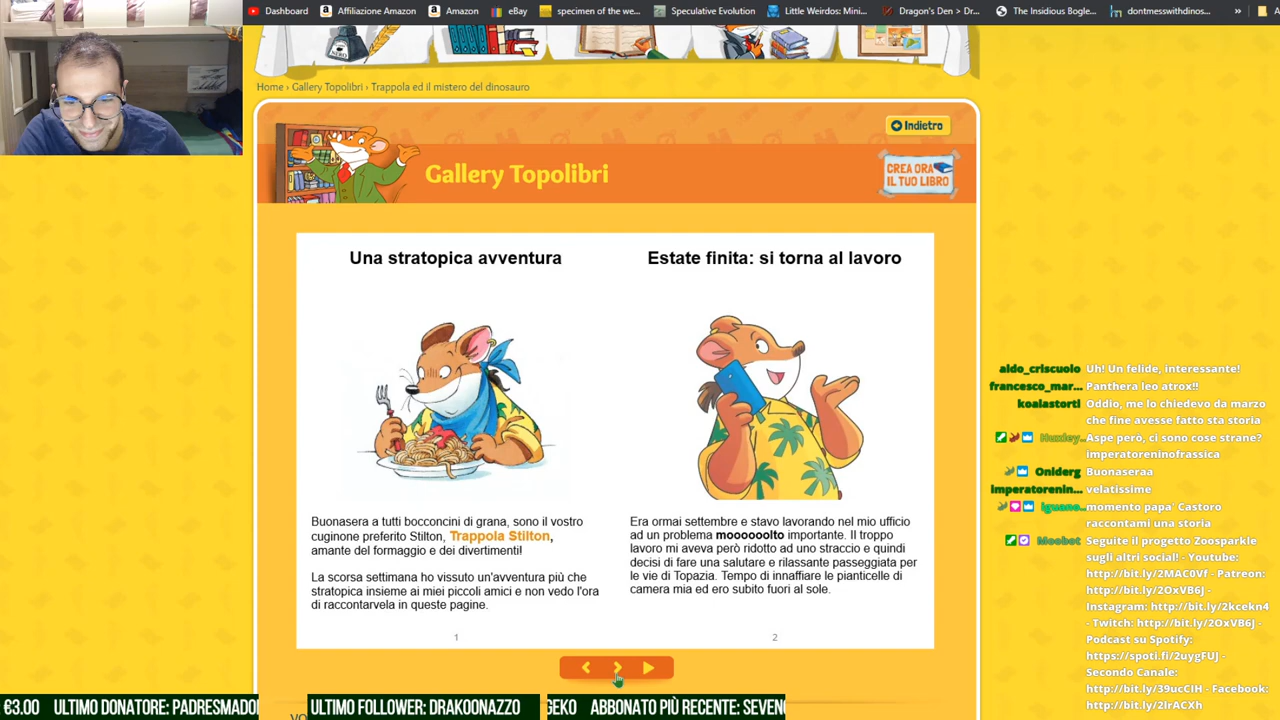 Dashboard
Affiliazione Amazon
Amazon
eBay
specimen of the we...
Speculative Evolution
Little Weirdos: Mini...
Dragon's Den > Dr...
The Insidious Bogle...
dontmesswithdinos...
»
NERO
Home › Gallery Topolibri › Trappola ed il mistero del dinosauro
Indietro
Gallery Topolibri
CREA ORA
IL TUO LIBRO
Una stratopica avventura
Buonasera a tutti bocconcini di grana, sono il vostro
cuginone preferito Stilton, Trappola Stilton,
amante del formaggio e dei divertimenti!
La scorsa settimana ho vissuto un'avventura più che
stratopica insieme ai miei piccoli amici e non vedo l'ora
di raccontarvela in queste pagine.
1
Estate finita: si torna al lavoro
Era ormai settembre e stavo lavorando nel mio ufficio
ad un problema moooooolto importante. Il troppo
lavoro mi aveva però ridotto ad uno straccio e quindi
decisi di fare una salutare e rilassante passeggiata per
le vie di Topazia. Tempo di innaffiare le pianticelle di
camera mia ed ero subito fuori al sole.
2
aldo_criscuolo Uh! Un felide, interessante!
francesco_mar... Panthera leo atrox!!
koalastorti Oddio, me lo chiedevo da marzo
che fine avesse fatto sta storia
Huxley... Aspe però, ci sono cose strane?
imperatoreninofrassica
Oniderg Buonaseraa
imperatorenin... velatissime
iguano... momento papa' Castoro
raccontami una storia
Moobot Seguite il progetto Zoosparkle
sugli altri social! - Youtube:
http://bit.ly/2MAC0Vf - Patreon:
http://bit.ly/2OxVB6J -
Instagram: http://bit.ly/2kcekn4
- Twitch: http://bit.ly/2OxVB6J -
Podcast su Spotify:
https://spoti.fi/2uygFUJ -
Secondo Canale:
http://bit.ly/39ucCIH - Facebook:
http://bit.ly/2lrACXh
€3.00 ULTIMO DONATORE: PADRESMADO
ULTIMO FOLLOWER: DRAKOONAZZO
GEKO ABBONATO PIÙ RECENTE: SEVEN